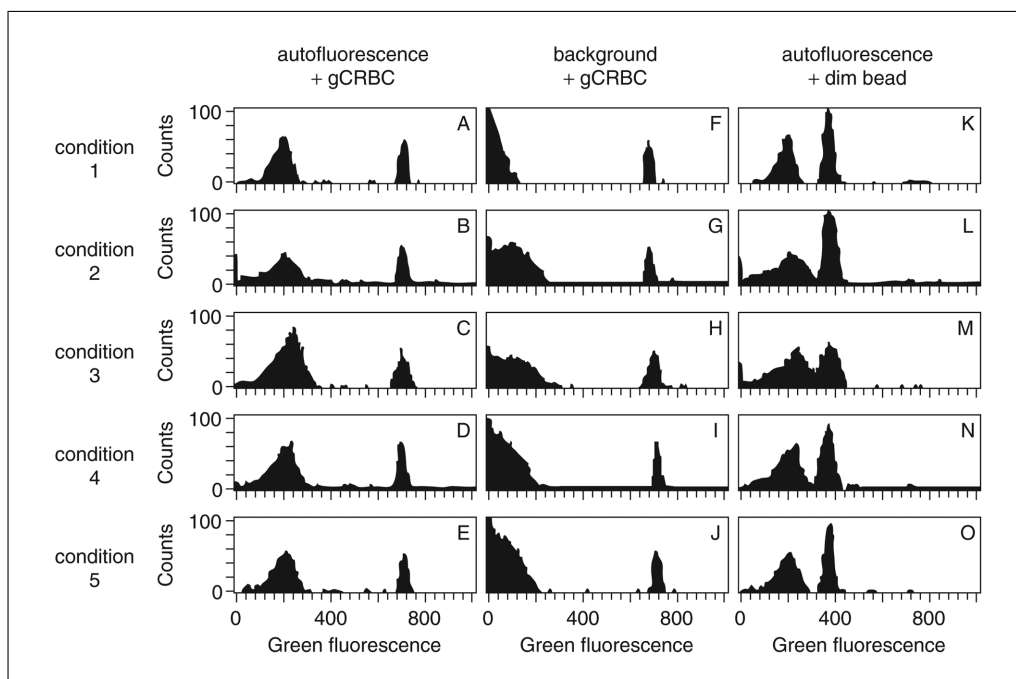 autofluorescence background autofluorescence
+ gCRBC + gCRBC + dim bead
condition 1 Counts 100 0 A F K
condition 2 Counts 100 0 B G L
condition 3 Counts 100 0 C H M
condition 4 Counts 100 0 D I N
condition 5 Counts 100 0 E J O
0 400 800 0 400 800 0 400 800
Green fluorescence Green fluorescence Green fluorescence